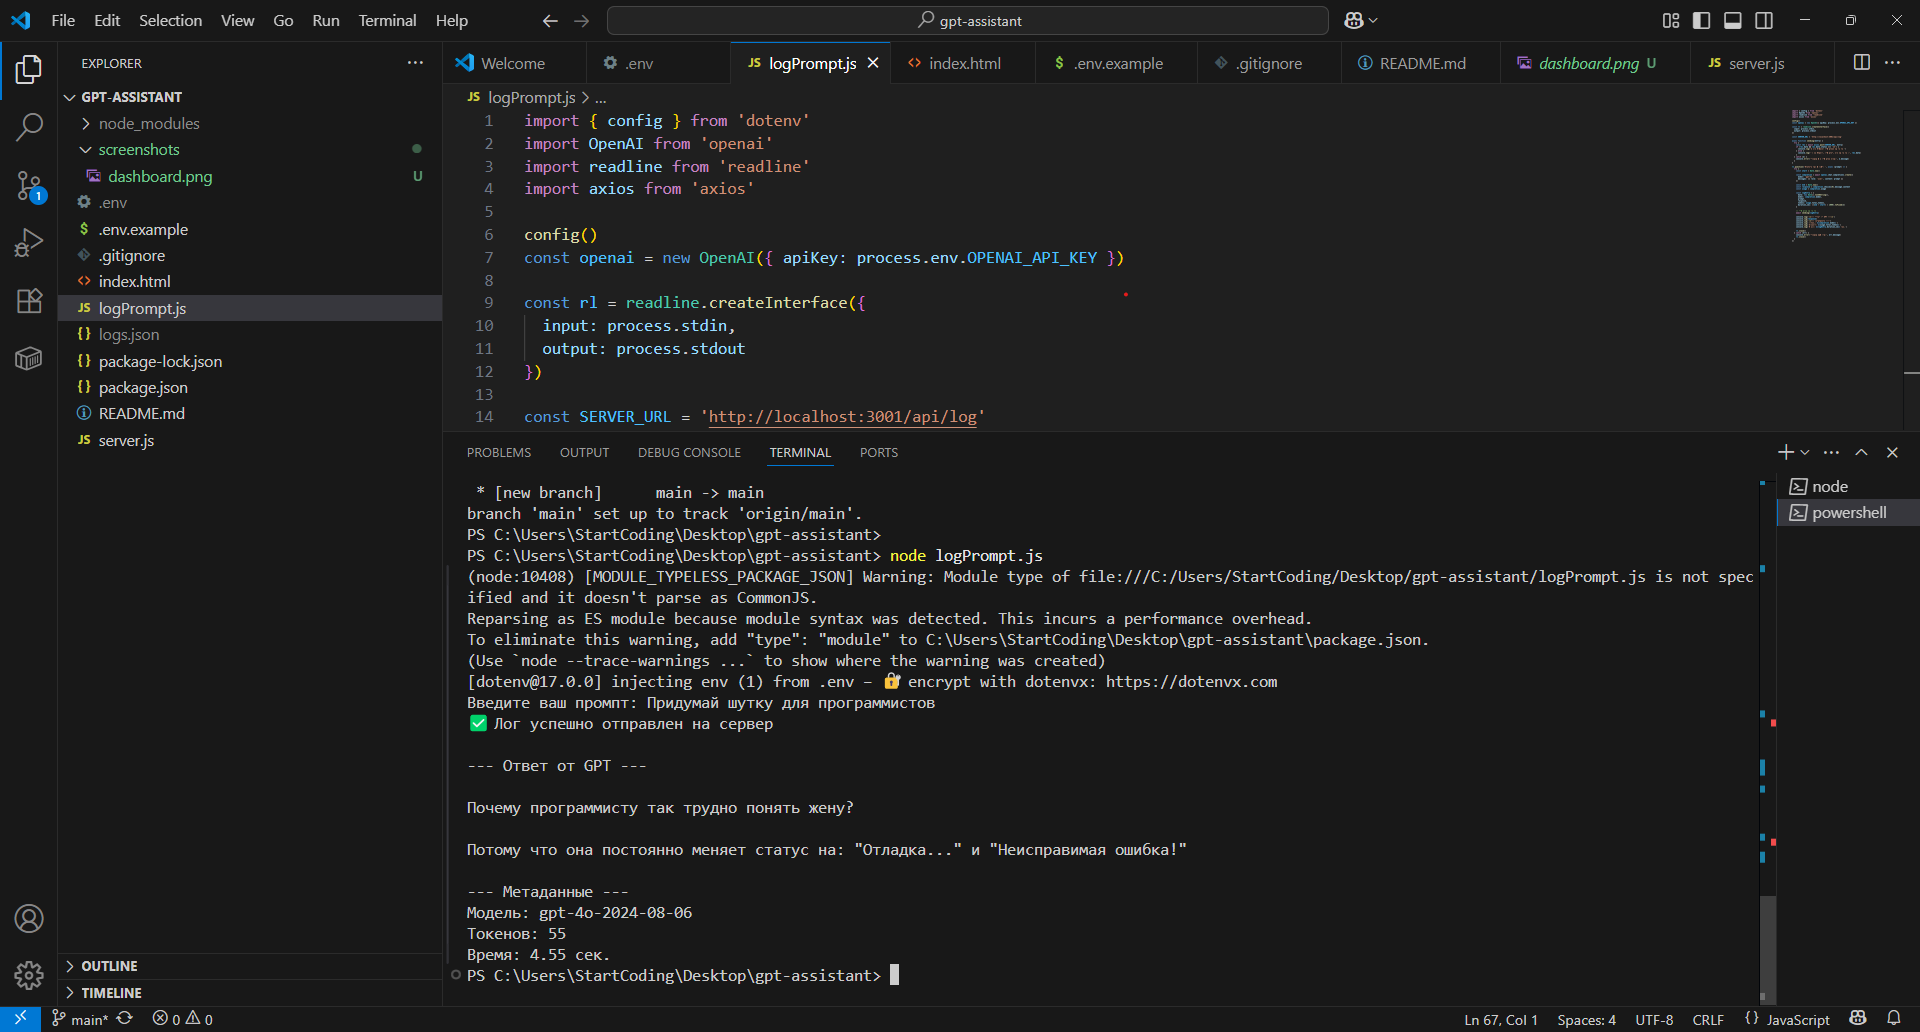 File Edit Selection View Go Run Terminal Help
gpt-assistant
EXPLORER
GPT-ASSISTANT
node_modules
screenshots
dashboard.png U
.env
$ .env.example
.gitignore
<> index.html
JS logPrompt.js
{} logs.json
{} package-lock.json
{} package.json
README.md
JS server.js
OUTLINE
TIMELINE
1
Welcome
.env
JS logPrompt.js
<> index.html
$ .env.example
.gitignore
README.md
dashboard.png U
JS server.js
JS logPrompt.js > ...
1 import { config } from 'dotenv'
2 import OpenAI from 'openai'
3 import readline from 'readline'
4 import axios from 'axios'
5
6 config()
7 const openai = new OpenAI({ apiKey: process.env.OPENAI_API_KEY })
8
9 const rl = readline.createInterface({
10 input: process.stdin,
11 output: process.stdout
12 })
13
14 const SERVER_URL = 'http://localhost:3001/api/log'
PROBLEMS OUTPUT DEBUG CONSOLE TERMINAL PORTS
node
powershell
* [new branch] main -> main
branch 'main' set up to track 'origin/main'.
PS C:\Users\StartCoding\Desktop\gpt-assistant>
PS C:\Users\StartCoding\Desktop\gpt-assistant> node logPrompt.js
(node:10408) [MODULE_TYPELESS_PACKAGE_JSON] Warning: Module type of file:///C:/Users/StartCoding/Desktop/gpt-assistant/logPrompt.js is not spec
ified and it doesn't parse as CommonJS.
Reparsing as ES module because module syntax was detected. This incurs a performance overhead.
To eliminate this warning, add "type": "module" to C:\Users\StartCoding\Desktop\gpt-assistant\package.json.
(Use `node --trace-warnings ...` to show where the warning was created)
[dotenv@17.0.0] injecting env (1) from .env – 🔐 encrypt with dotenvx: https://dotenvx.com
Введите ваш промпт: Придумай шутку для программистов
✅ Лог успешно отправлен на сервер
--- Ответ от GPT ---
Почему программисту так трудно понять жену?
Потому что она постоянно меняет статус на: "Отладка..." и "Неисправимая ошибка!"
--- Метаданные ---
Модель: gpt-4o-2024-08-06
Токенов: 55
Время: 4.55 сек.
PS C:\Users\StartCoding\Desktop\gpt-assistant>
main* 0 0
Ln 67, Col 1 Spaces: 4 UTF-8 CRLF {} JavaScript